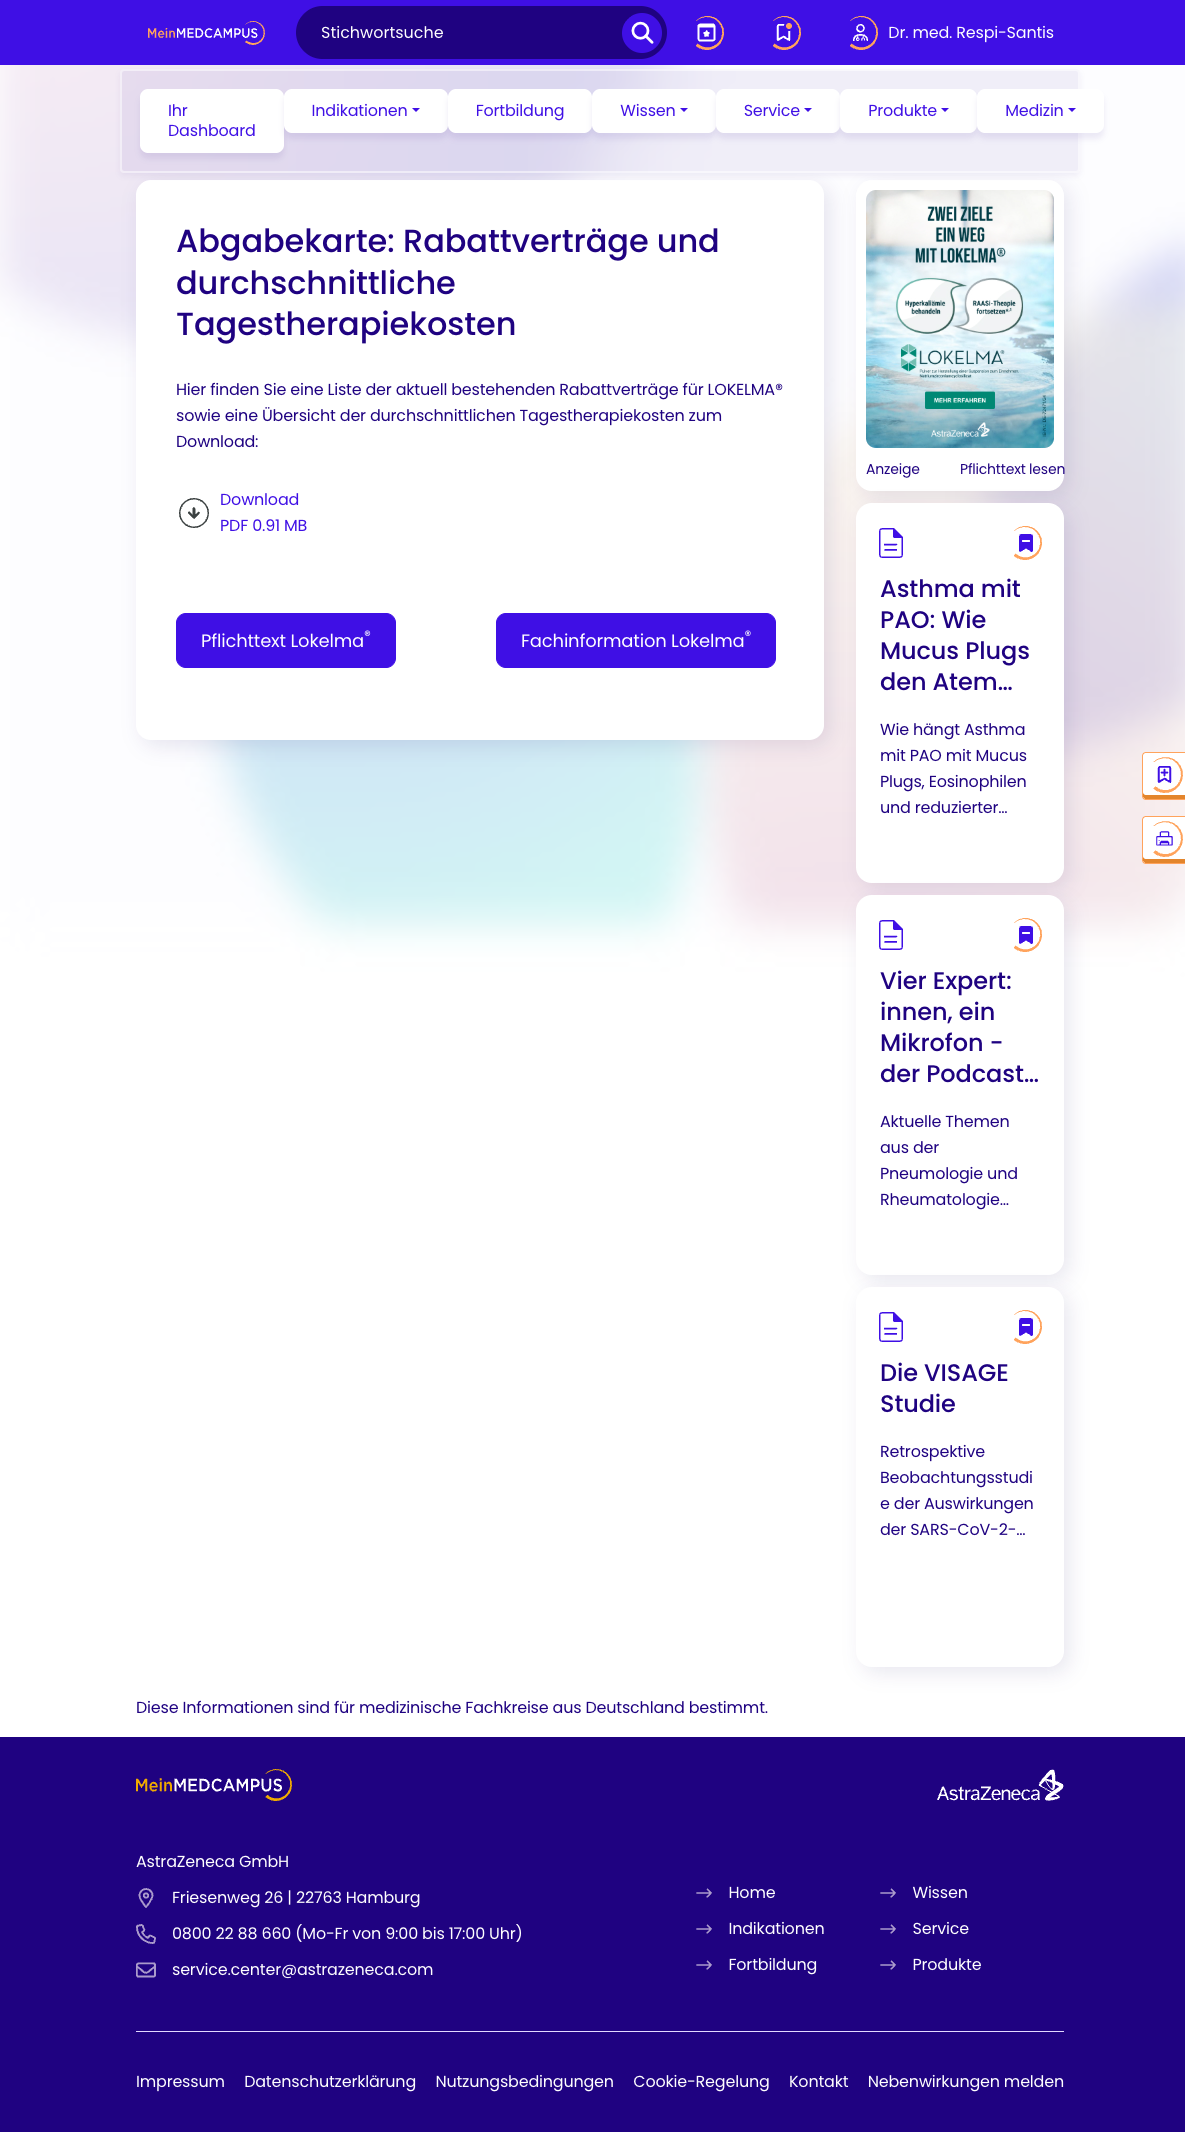 MeinMEDCAMPUS
Stichwortsuche
Dr. med. Respi-Santis
Ihr
Dashboard
Indikationen
Fortbildung
Wissen
Service
Produkte
Medizin
Abgabekarte: Rabattverträge und
durchschnittliche
Tagestherapiekosten
Hier finden Sie eine Liste der aktuell bestehenden Rabattverträge für LOKELMA®
sowie eine Übersicht der durchschnittlichen Tagestherapiekosten zum
Download:
Download
PDF 0.91 MB
Pflichttext Lokelma®
Fachinformation Lokelma®
ZWEI ZIELE
EIN WEG
MIT LOKELMA®
Hyperkaliämie
behandeln
RAASi-Therapie
fortsetzen
LOKELMA®
MEHR ERFAHREN
AstraZeneca
Anzeige
Pflichttext lesen
Asthma mit
PAO: Wie
Mucus Plugs
den Atem...
Wie hängt Asthma
mit PAO mit Mucus
Plugs, Eosinophilen
und reduzierter...
Vier Expert:
innen, ein
Mikrofon -
der Podcast...
Aktuelle Themen
aus der
Pneumologie und
Rheumatologie...
Die VISAGE
Studie
Retrospektive
Beobachtungsstudi
e der Auswirkungen
der SARS-CoV-2-...
Diese Informationen sind für medizinische Fachkreise aus Deutschland bestimmt.
MeinMEDCAMPUS
AstraZeneca
AstraZeneca GmbH
Friesenweg 26 | 22763 Hamburg
0800 22 88 660 (Mo-Fr von 9:00 bis 17:00 Uhr)
service.center@astrazeneca.com
Home
Indikationen
Fortbildung
Wissen
Service
Produkte
Impressum
Datenschutzerklärung
Nutzungsbedingungen
Cookie-Regelung
Kontakt
Nebenwirkungen melden